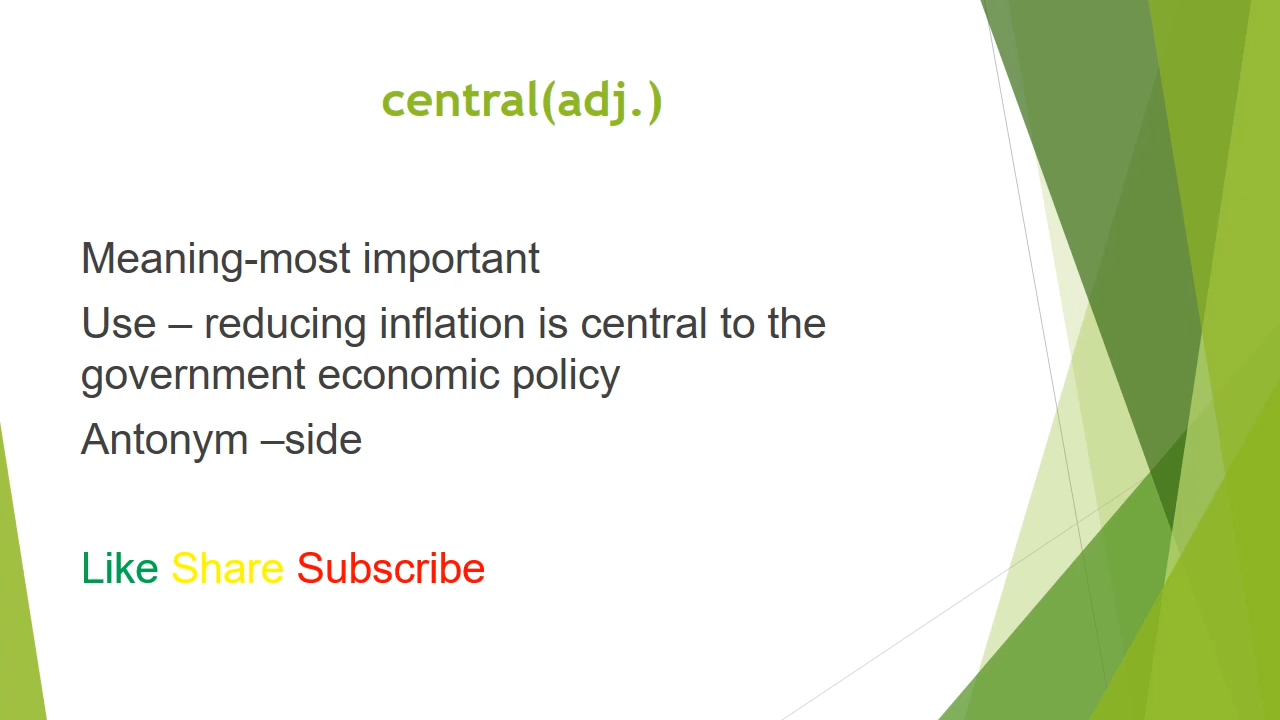 central(adj.)
Meaning-most important
Use – reducing inflation is central to the
government economic policy
Antonym –side
Like Share Subscribe